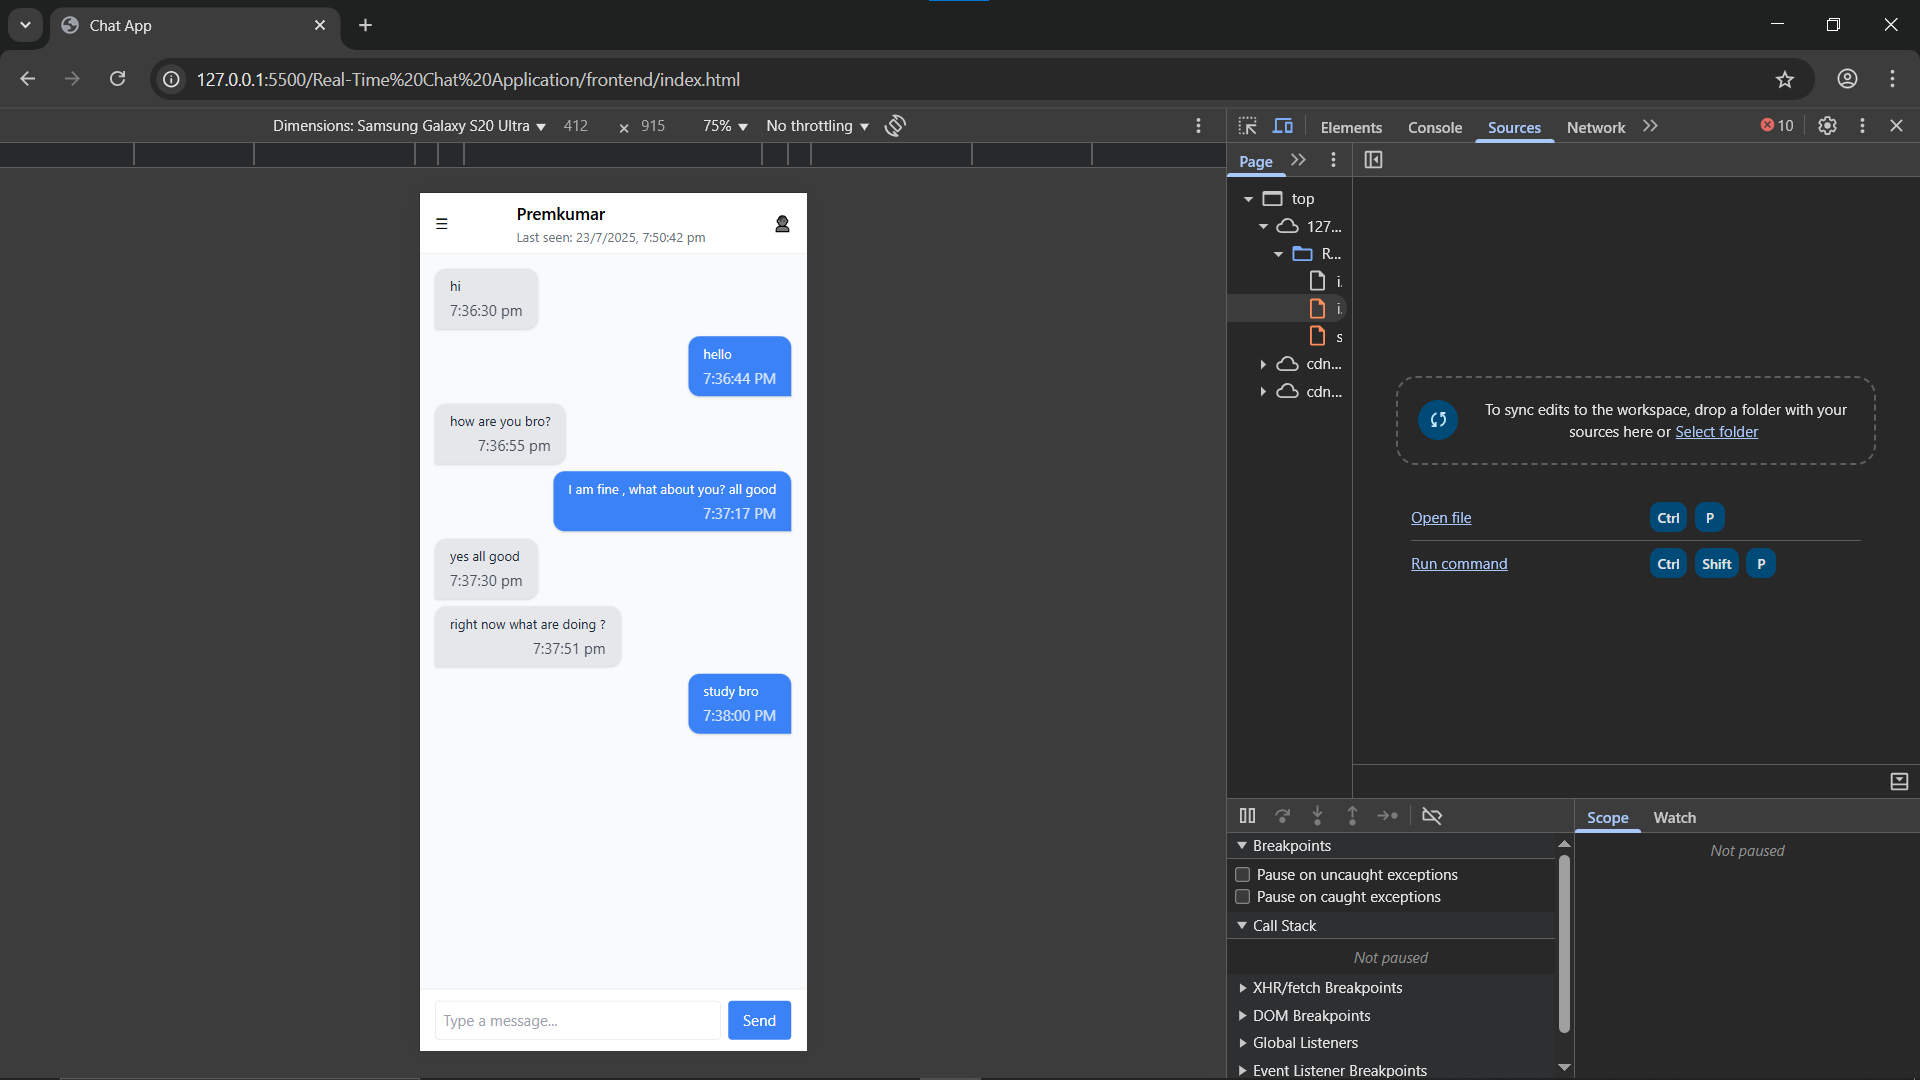 Chat App
127.0.0.1:5500/Real-Time%20Chat%20Application/frontend/index.html
Dimensions: Samsung Galaxy S20 Ultra 412 x 915 75% No throttling
Elements Console Sources Network 10
Page
top
127...
R...
i.
i.
s
cdn...
cdn...
Premkumar
Last seen: 23/7/2025, 7:50:42 pm
hi
7:36:30 pm
hello
7:36:44 PM
how are you bro?
7:36:55 pm
I am fine , what about you? all good
7:37:17 PM
yes all good
7:37:30 pm
right now what are doing ?
7:37:51 pm
study bro
7:38:00 PM
Type a message...
Send
To sync edits to the workspace, drop a folder with your
sources here or Select folder
Open file Ctrl P
Run command Ctrl Shift P
Scope Watch
Not paused
Breakpoints
Pause on uncaught exceptions
Pause on caught exceptions
Call Stack
Not paused
XHR/fetch Breakpoints
DOM Breakpoints
Global Listeners
Event Listener Breakpoints